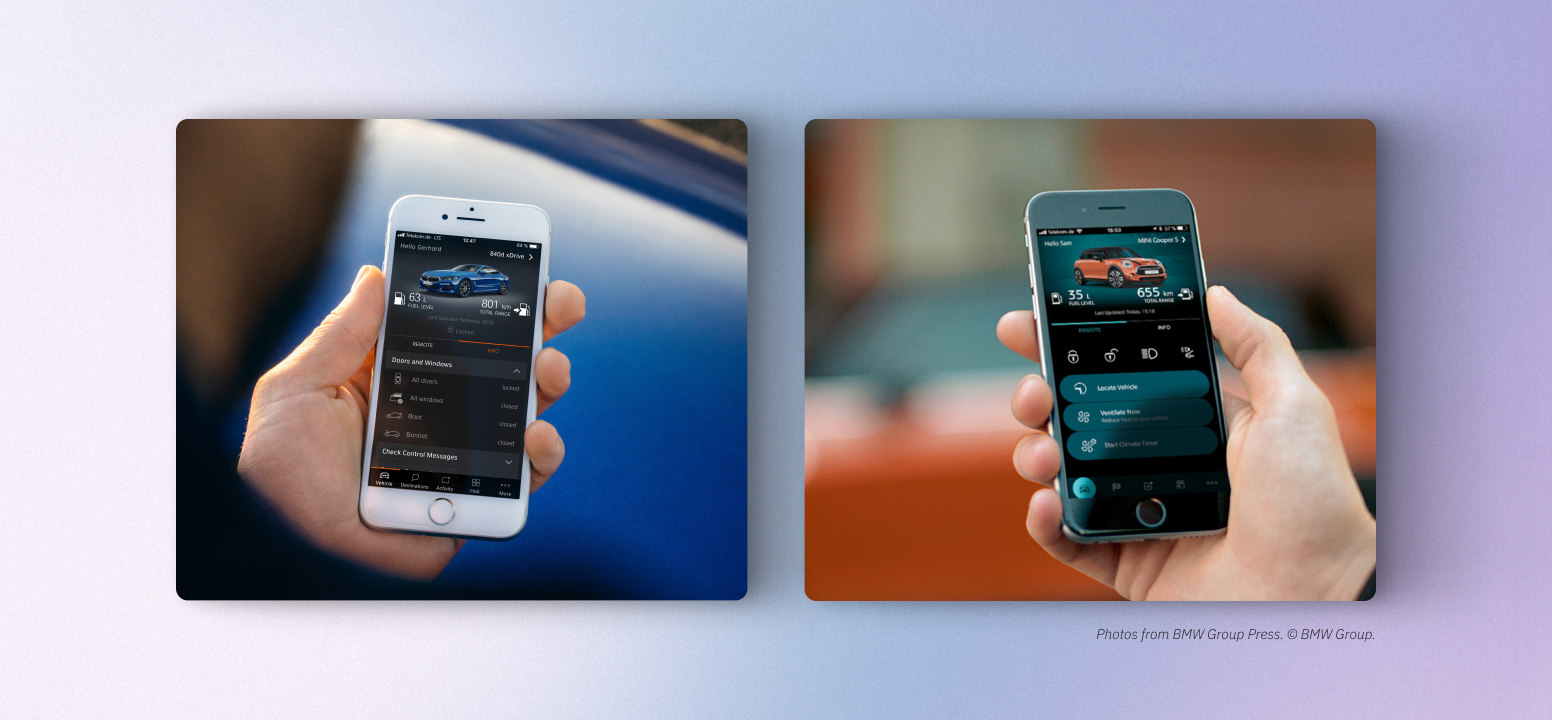 Telekom.de LTE 12:47 84 %
Hello Gerhard
840d xDrive
63 L
FUEL LEVEL
801 km
TOTAL RANGE
Last Updated: Yesterday, 08:18
Locked
REMOTE INFO
Doors and Windows
All doors locked
All windows closed
Boot closed
Bonnet closed
Check Control Messages
Vehicle Destinations Activity Hub More
Telekom.de 15:53 57 %
Hello Sam MINI Cooper S
35 L
FUEL LEVEL
655 km
TOTAL RANGE
Last Updated: Today, 15:16
REMOTE INFO
Locate Vehicle
Ventilate Now
Reduce heat in your vehicle.
Start Climate Timer
Photos from BMW Group Press. © BMW Group.